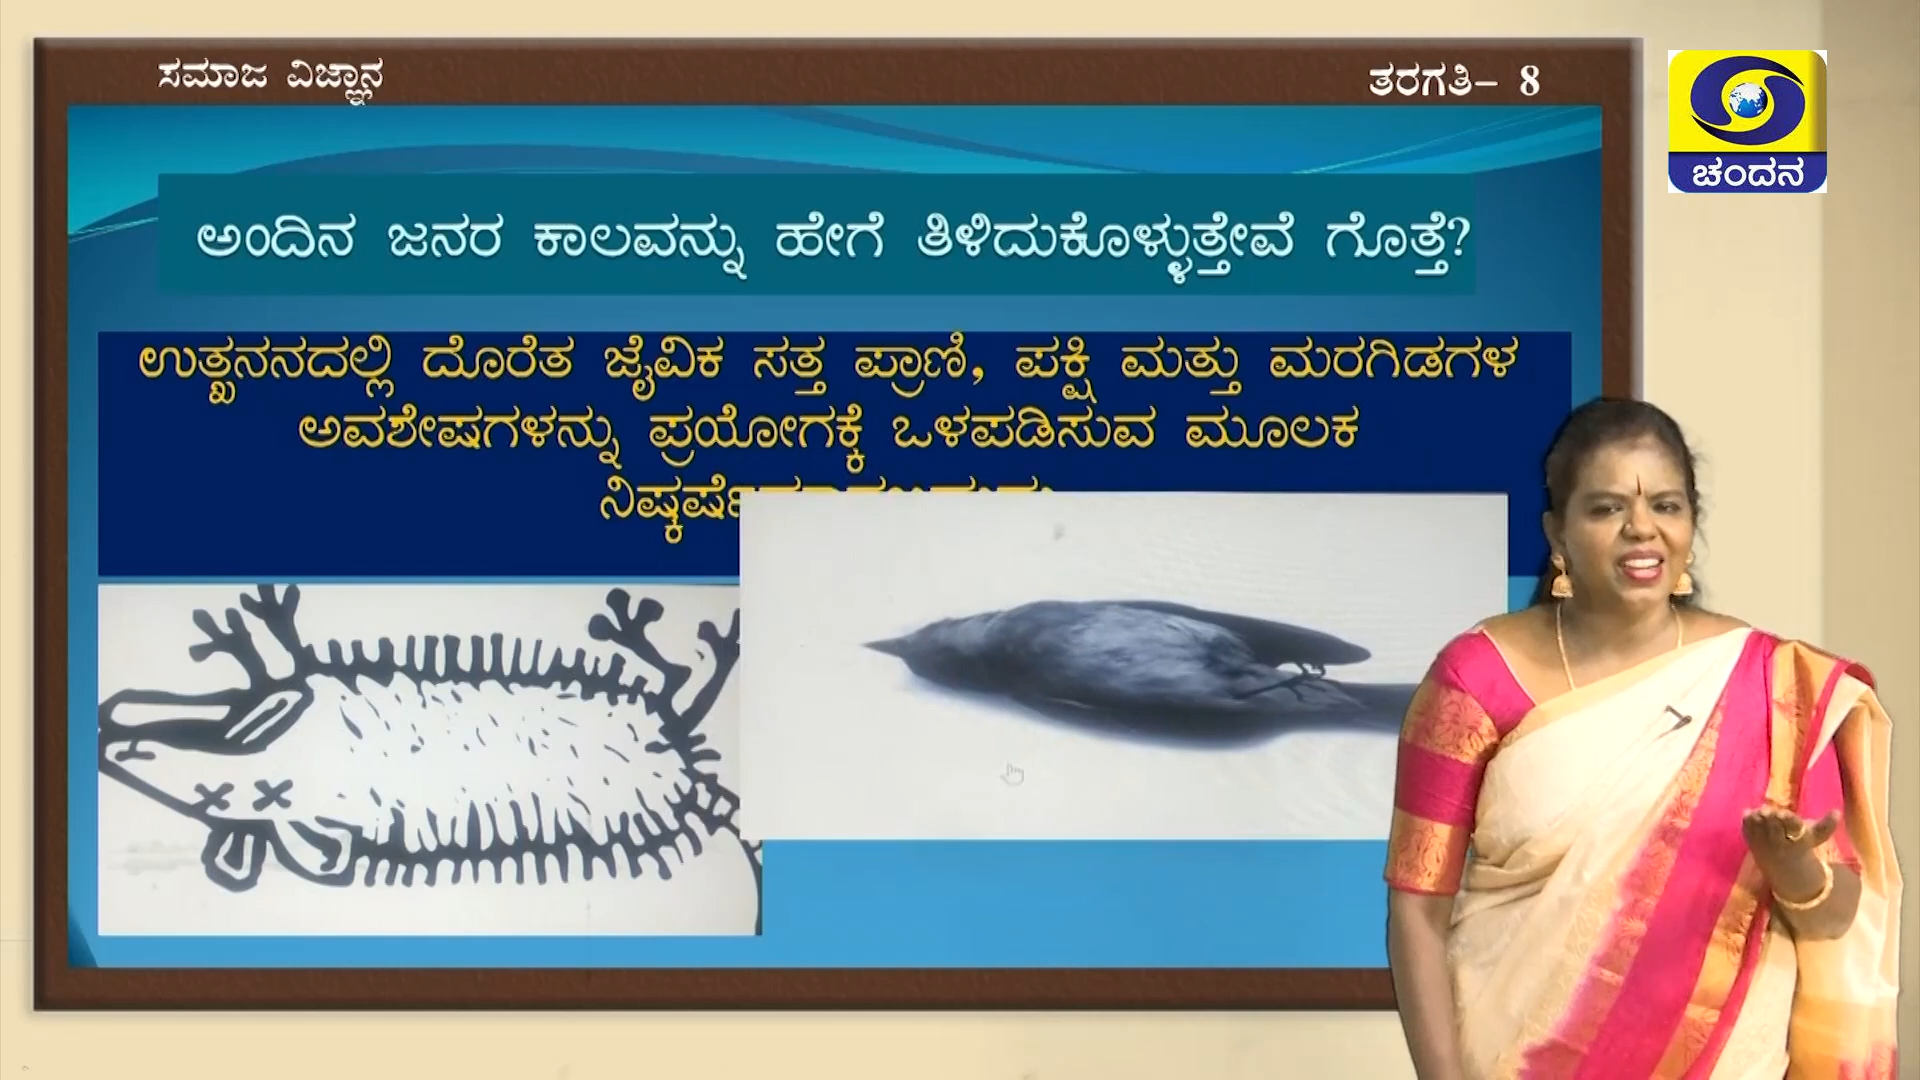 ಸಮಾಜ ವಿಜ್ಞಾನ
ತರಗತಿ– 8
ಚಂದನ
ಅಂದಿನ ಜನರ ಕಾಲವನ್ನು ಹೇಗೆ ತಿಳಿದುಕೊಳ್ಳುತ್ತೇವೆ ಗೊತ್ತೆ?
ಉತ್ಖನನದಲ್ಲಿ ದೊರೆತ ಜೈವಿಕ ಸತ್ತ ಪ್ರಾಣಿ, ಪಕ್ಷಿ ಮತ್ತು ಮರಗಿಡಗಳ
ಅವಶೇಷಗಳನ್ನು ಪ್ರಯೋಗಕ್ಕೆ ಒಳಪಡಿಸುವ ಮೂಲಕ